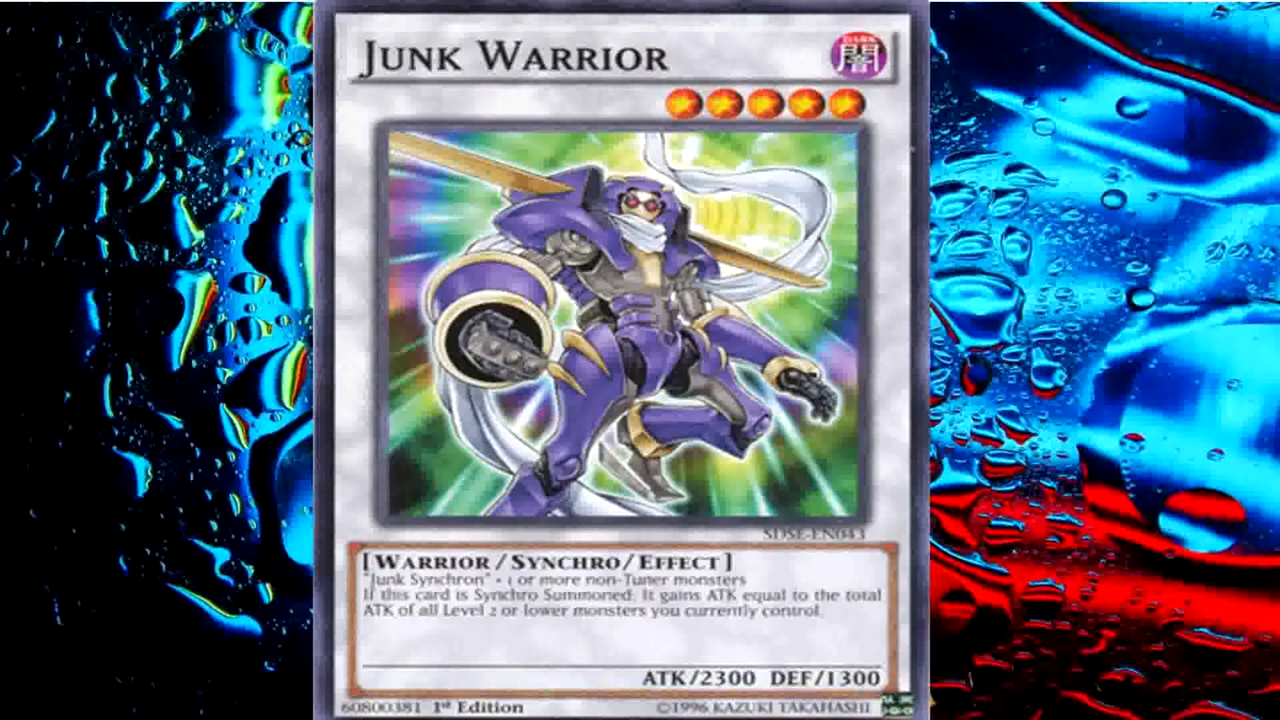 JUNK WARRIOR
DARK
闇
SDSE-EN043
[WARRIOR/SYNCHRO/EFFECT]
"Junk Synchron" + 1 or more non-Tuner monsters
If this card is Synchro Summoned: It gains ATK equal to the total
ATK of all Level 2 or lower monsters you currently control.
ATK/2300 DEF/1300
60800381 1st Edition ©1996 KAZUKI TAKAHASHI